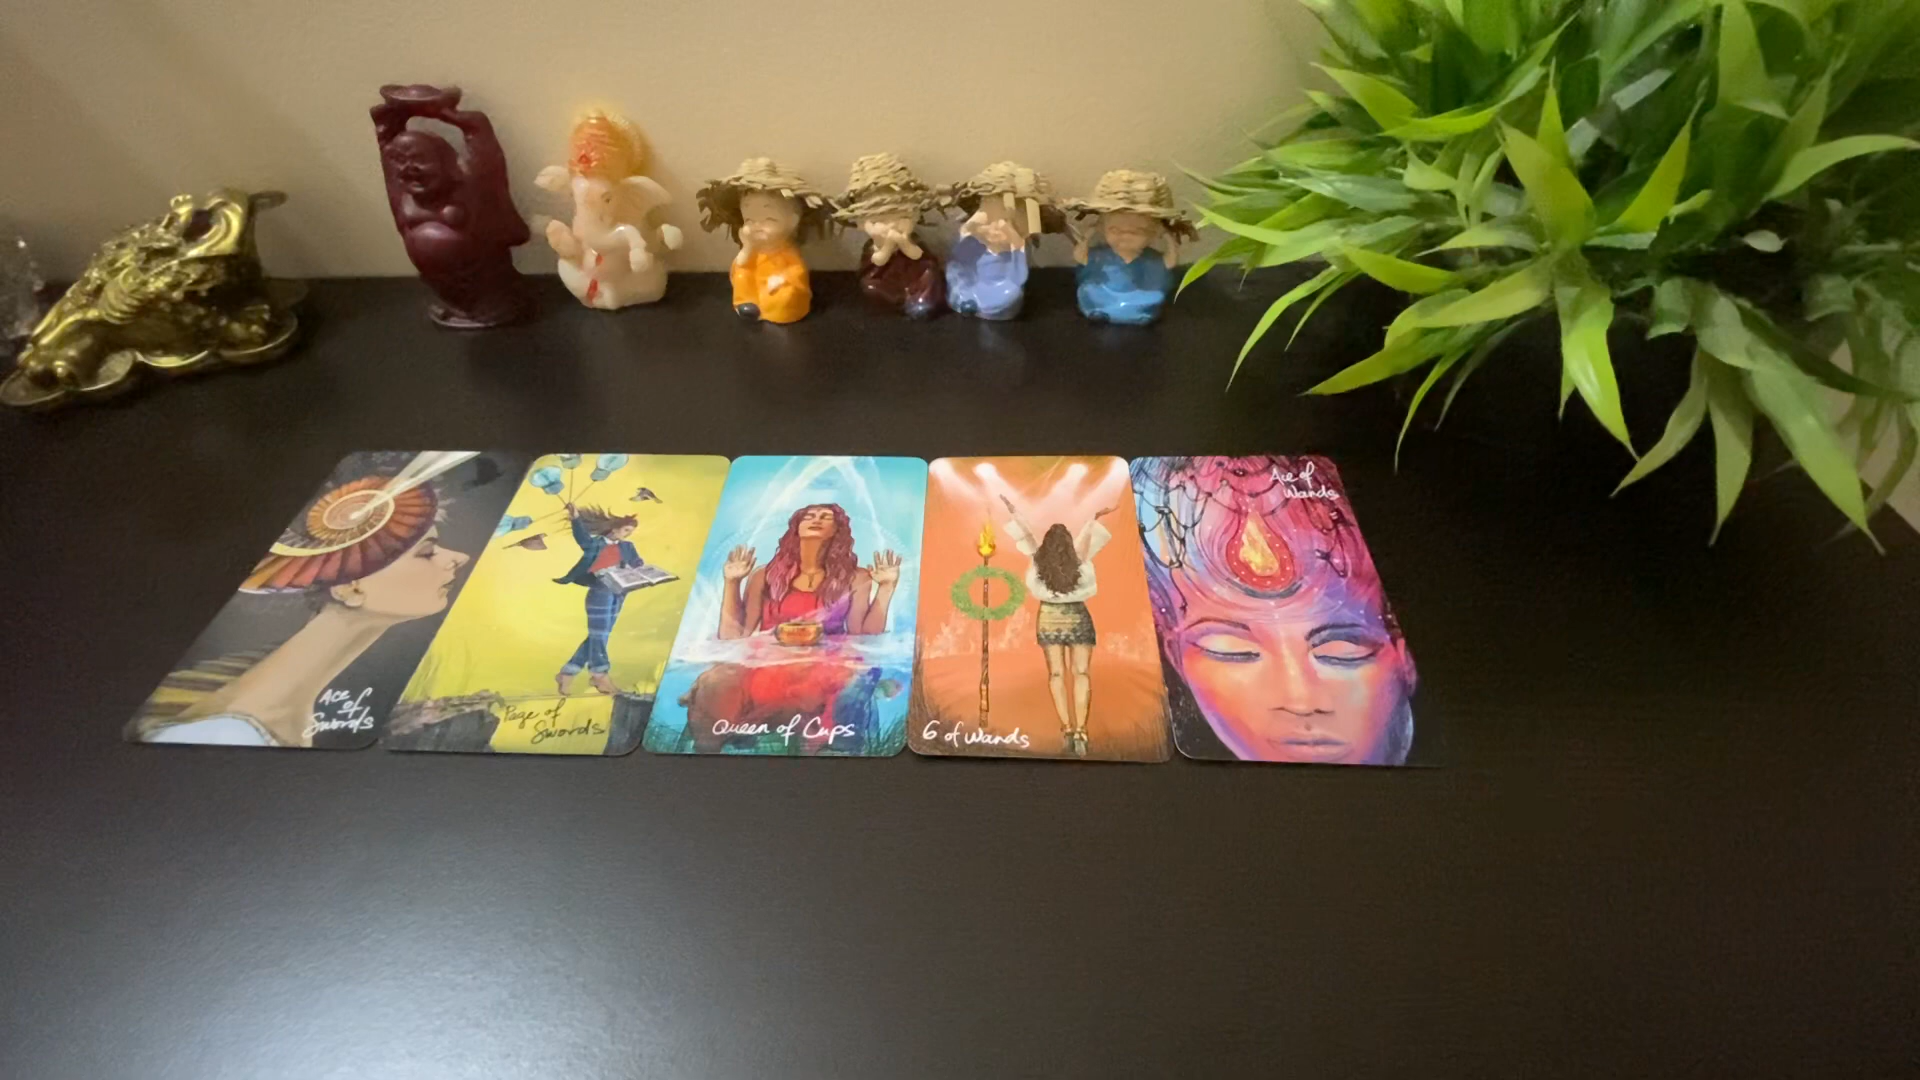 Ace
of
Swords
Page of
Swords
Queen of Cups
6 of Wands
Ace of
Wands